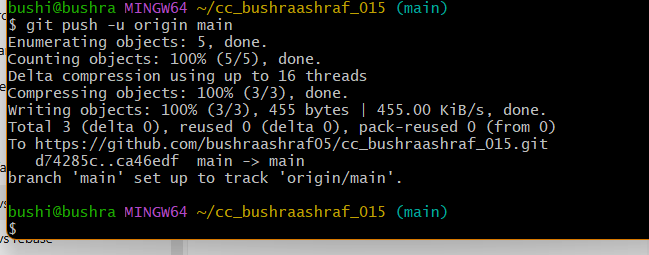 bushi@bushra MINGW64 ~/cc_bushraashraf_015 (main)
$ git push -u origin main
Enumerating objects: 5, done.
Counting objects: 100% (5/5), done.
Delta compression using up to 16 threads
Compressing objects: 100% (3/3), done.
Writing objects: 100% (3/3), 455 bytes | 455.00 KiB/s, done.
Total 3 (delta 0), reused 0 (delta 0), pack-reused 0 (from 0)
To https://github.com/bushraashraf05/cc_bushraashraf_015.git
   d74285c..ca46edf  main -> main
branch 'main' set up to track 'origin/main'.
bushi@bushra MINGW64 ~/cc_bushraashraf_015 (main)
$